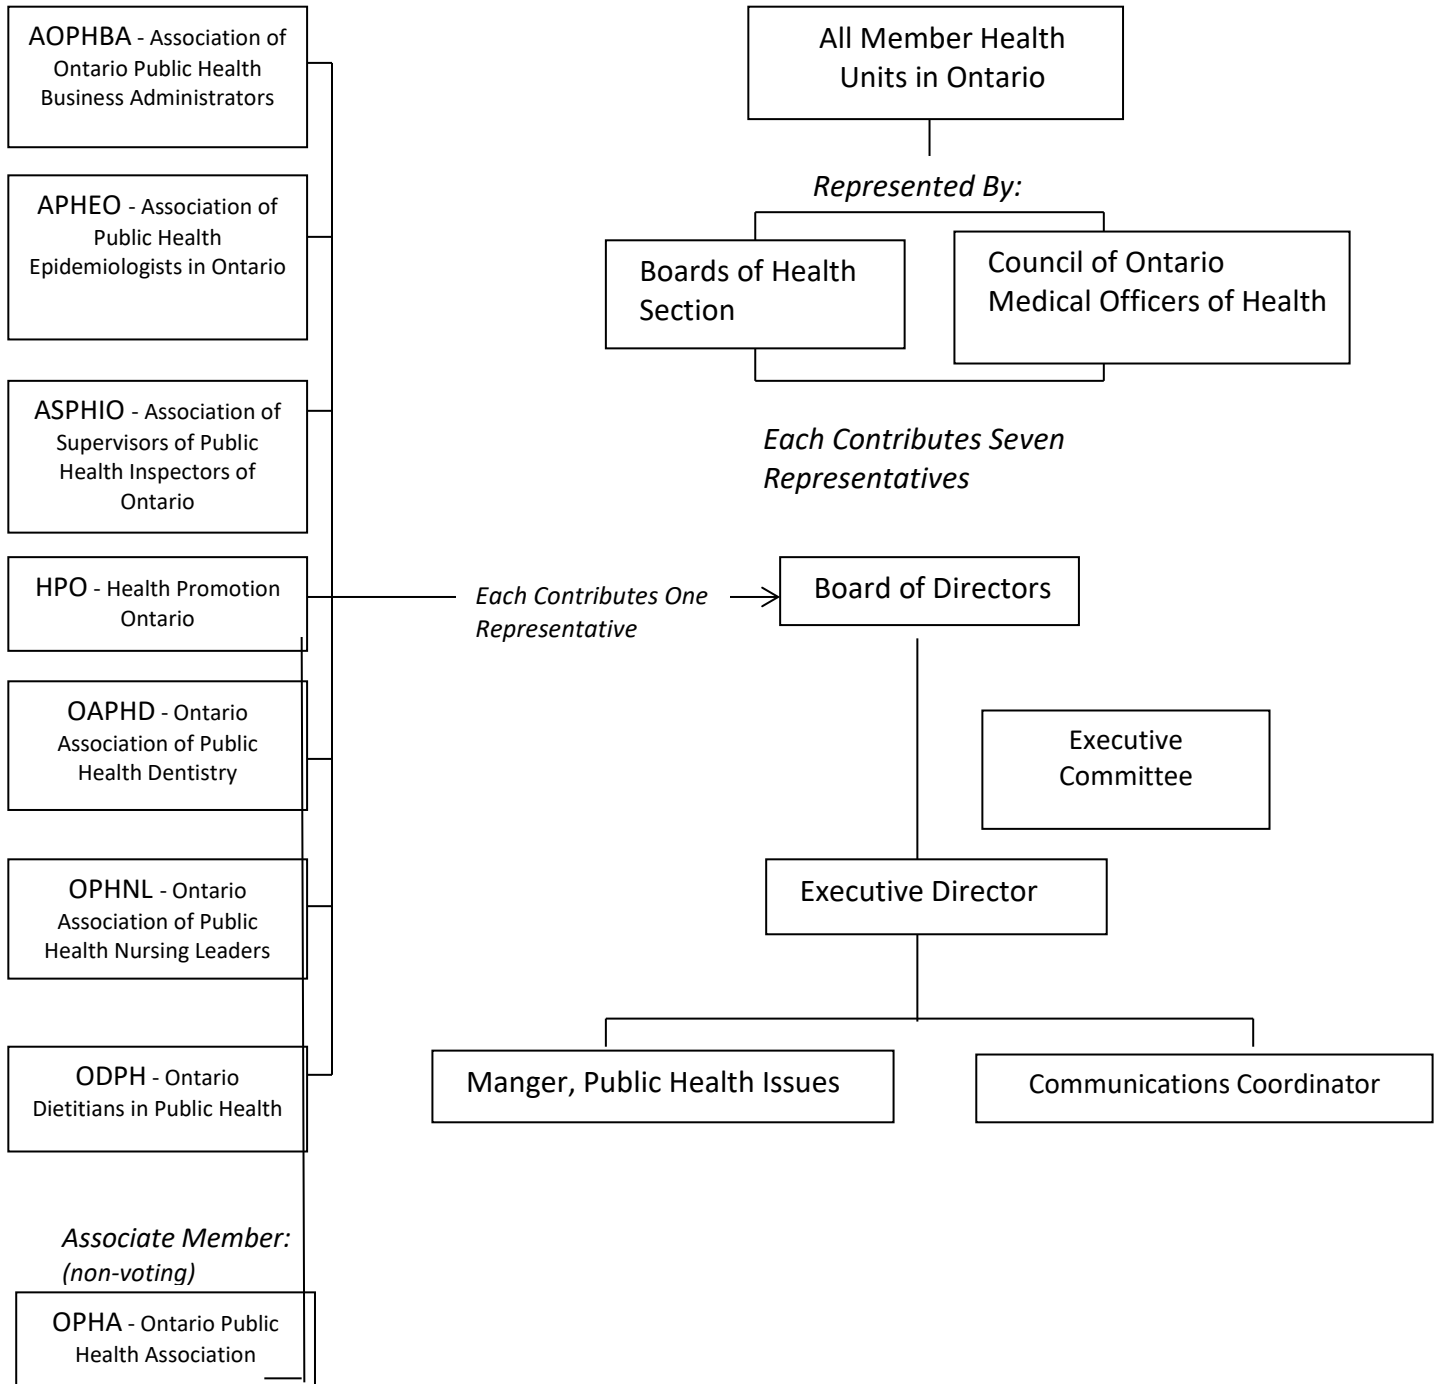 AOPHBA - Association of
Ontario Public Health
Business Administrators
APHEO - Association of
Public Health
Epidemiologists in Ontario
ASPHIO - Association of
Supervisors of Public
Health Inspectors of
Ontario
HPO - Health Promotion
Ontario
OAPHD - Ontario
Association of Public
Health Dentistry
OPHNL - Ontario
Association of Public
Health Nursing Leaders
ODPH - Ontario
Dietitians in Public Health
Associate Member:
(non-voting)
OPHA - Ontario Public
Health Association
All Member Health
Units in Ontario
Represented By:
Boards of Health
Section
Council of Ontario
Medical Officers of Health
Each Contributes Seven
Representatives
Each Contributes One
Representative
Board of Directors
Executive
Committee
Executive Director
Manger, Public Health Issues
Communications Coordinator